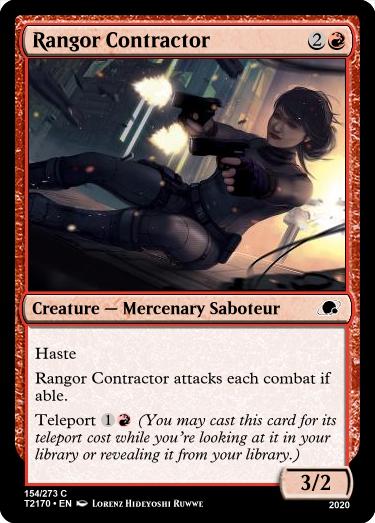 Rangor Contractor 2
Creature — Mercenary Saboteur
Haste
Rangor Contractor attacks each combat if
able.
Teleport 1 (You may cast this card for its
teleport cost while you're looking at it in your
library or revealing it from your library.)
3/2
154/273 C
T2170 • EN Lorenz Hideyoshi Ruwwe
2020